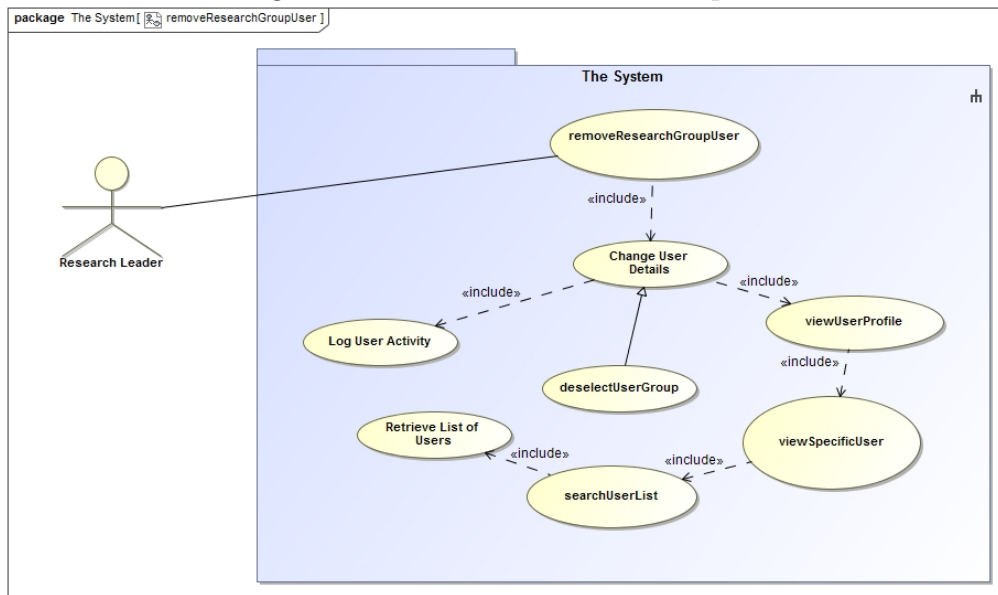 package The System[ removeResearchGroupUser ]
The System
removeResearchGroupUser
«include»
Research Leader
Change User
Details
«include»
«include»
viewUserProfile
Log User Activity
«include»
deselectUserGroup
Retrieve List of
Users
viewSpecificUser
«include»
«include»
searchUserList